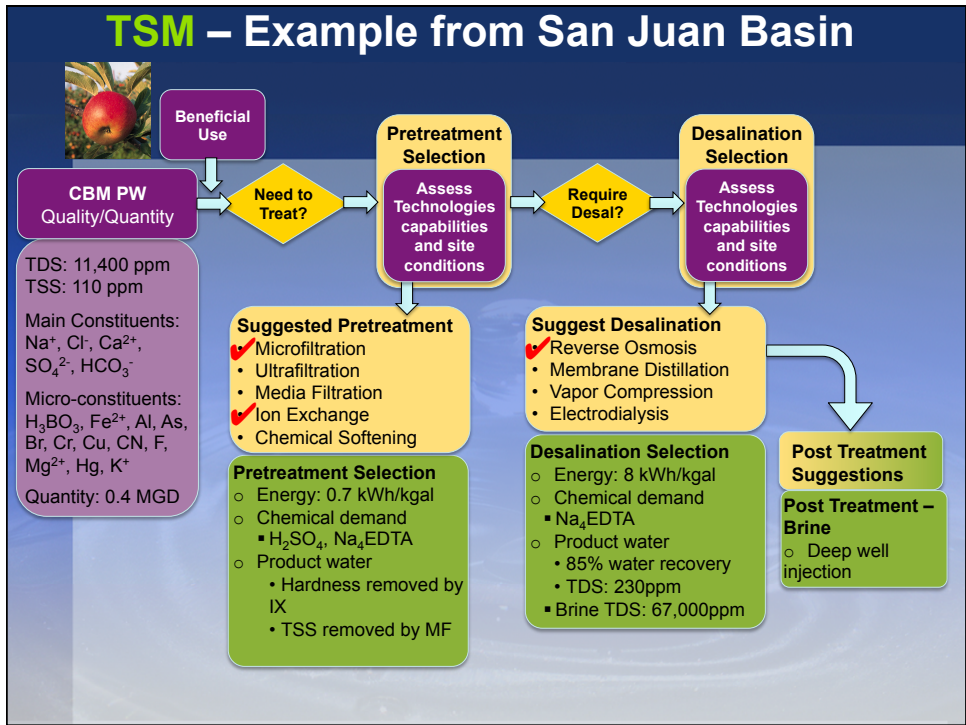 TSM – Example from San Juan Basin
Beneficial
Use
CBM PW
Quality/Quantity
TDS: 11,400 ppm
TSS: 110 ppm
Main Constituents:
Na⁺, Cl⁻, Ca²⁺,
SO₄²⁻, HCO₃⁻
Micro-constituents:
H₃BO₃, Fe²⁺, Al, As,
Br, Cr, Cu, CN, F,
Mg²⁺, Hg, K⁺
Quantity: 0.4 MGD
Need to
Treat?
Pretreatment
Selection
Assess
Technologies
capabilities
and site
conditions
Require
Desal?
Desalination
Selection
Assess
Technologies
capabilities
and site
conditions
Suggested Pretreatment
• Microfiltration
• Ultrafiltration
• Media Filtration
• Ion Exchange
• Chemical Softening
Pretreatment Selection
o Energy: 0.7 kWh/kgal
o Chemical demand
▪ H₂SO₄, Na₄EDTA
o Product water
• Hardness removed by
IX
• TSS removed by MF
Suggest Desalination
• Reverse Osmosis
• Membrane Distillation
• Vapor Compression
• Electrodialysis
Desalination Selection
o Energy: 8 kWh/kgal
o Chemical demand
▪ Na₄EDTA
o Product water
• 85% water recovery
• TDS: 230ppm
▪ Brine TDS: 67,000ppm
Post Treatment
Suggestions
Post Treatment –
Brine
o Deep well
injection